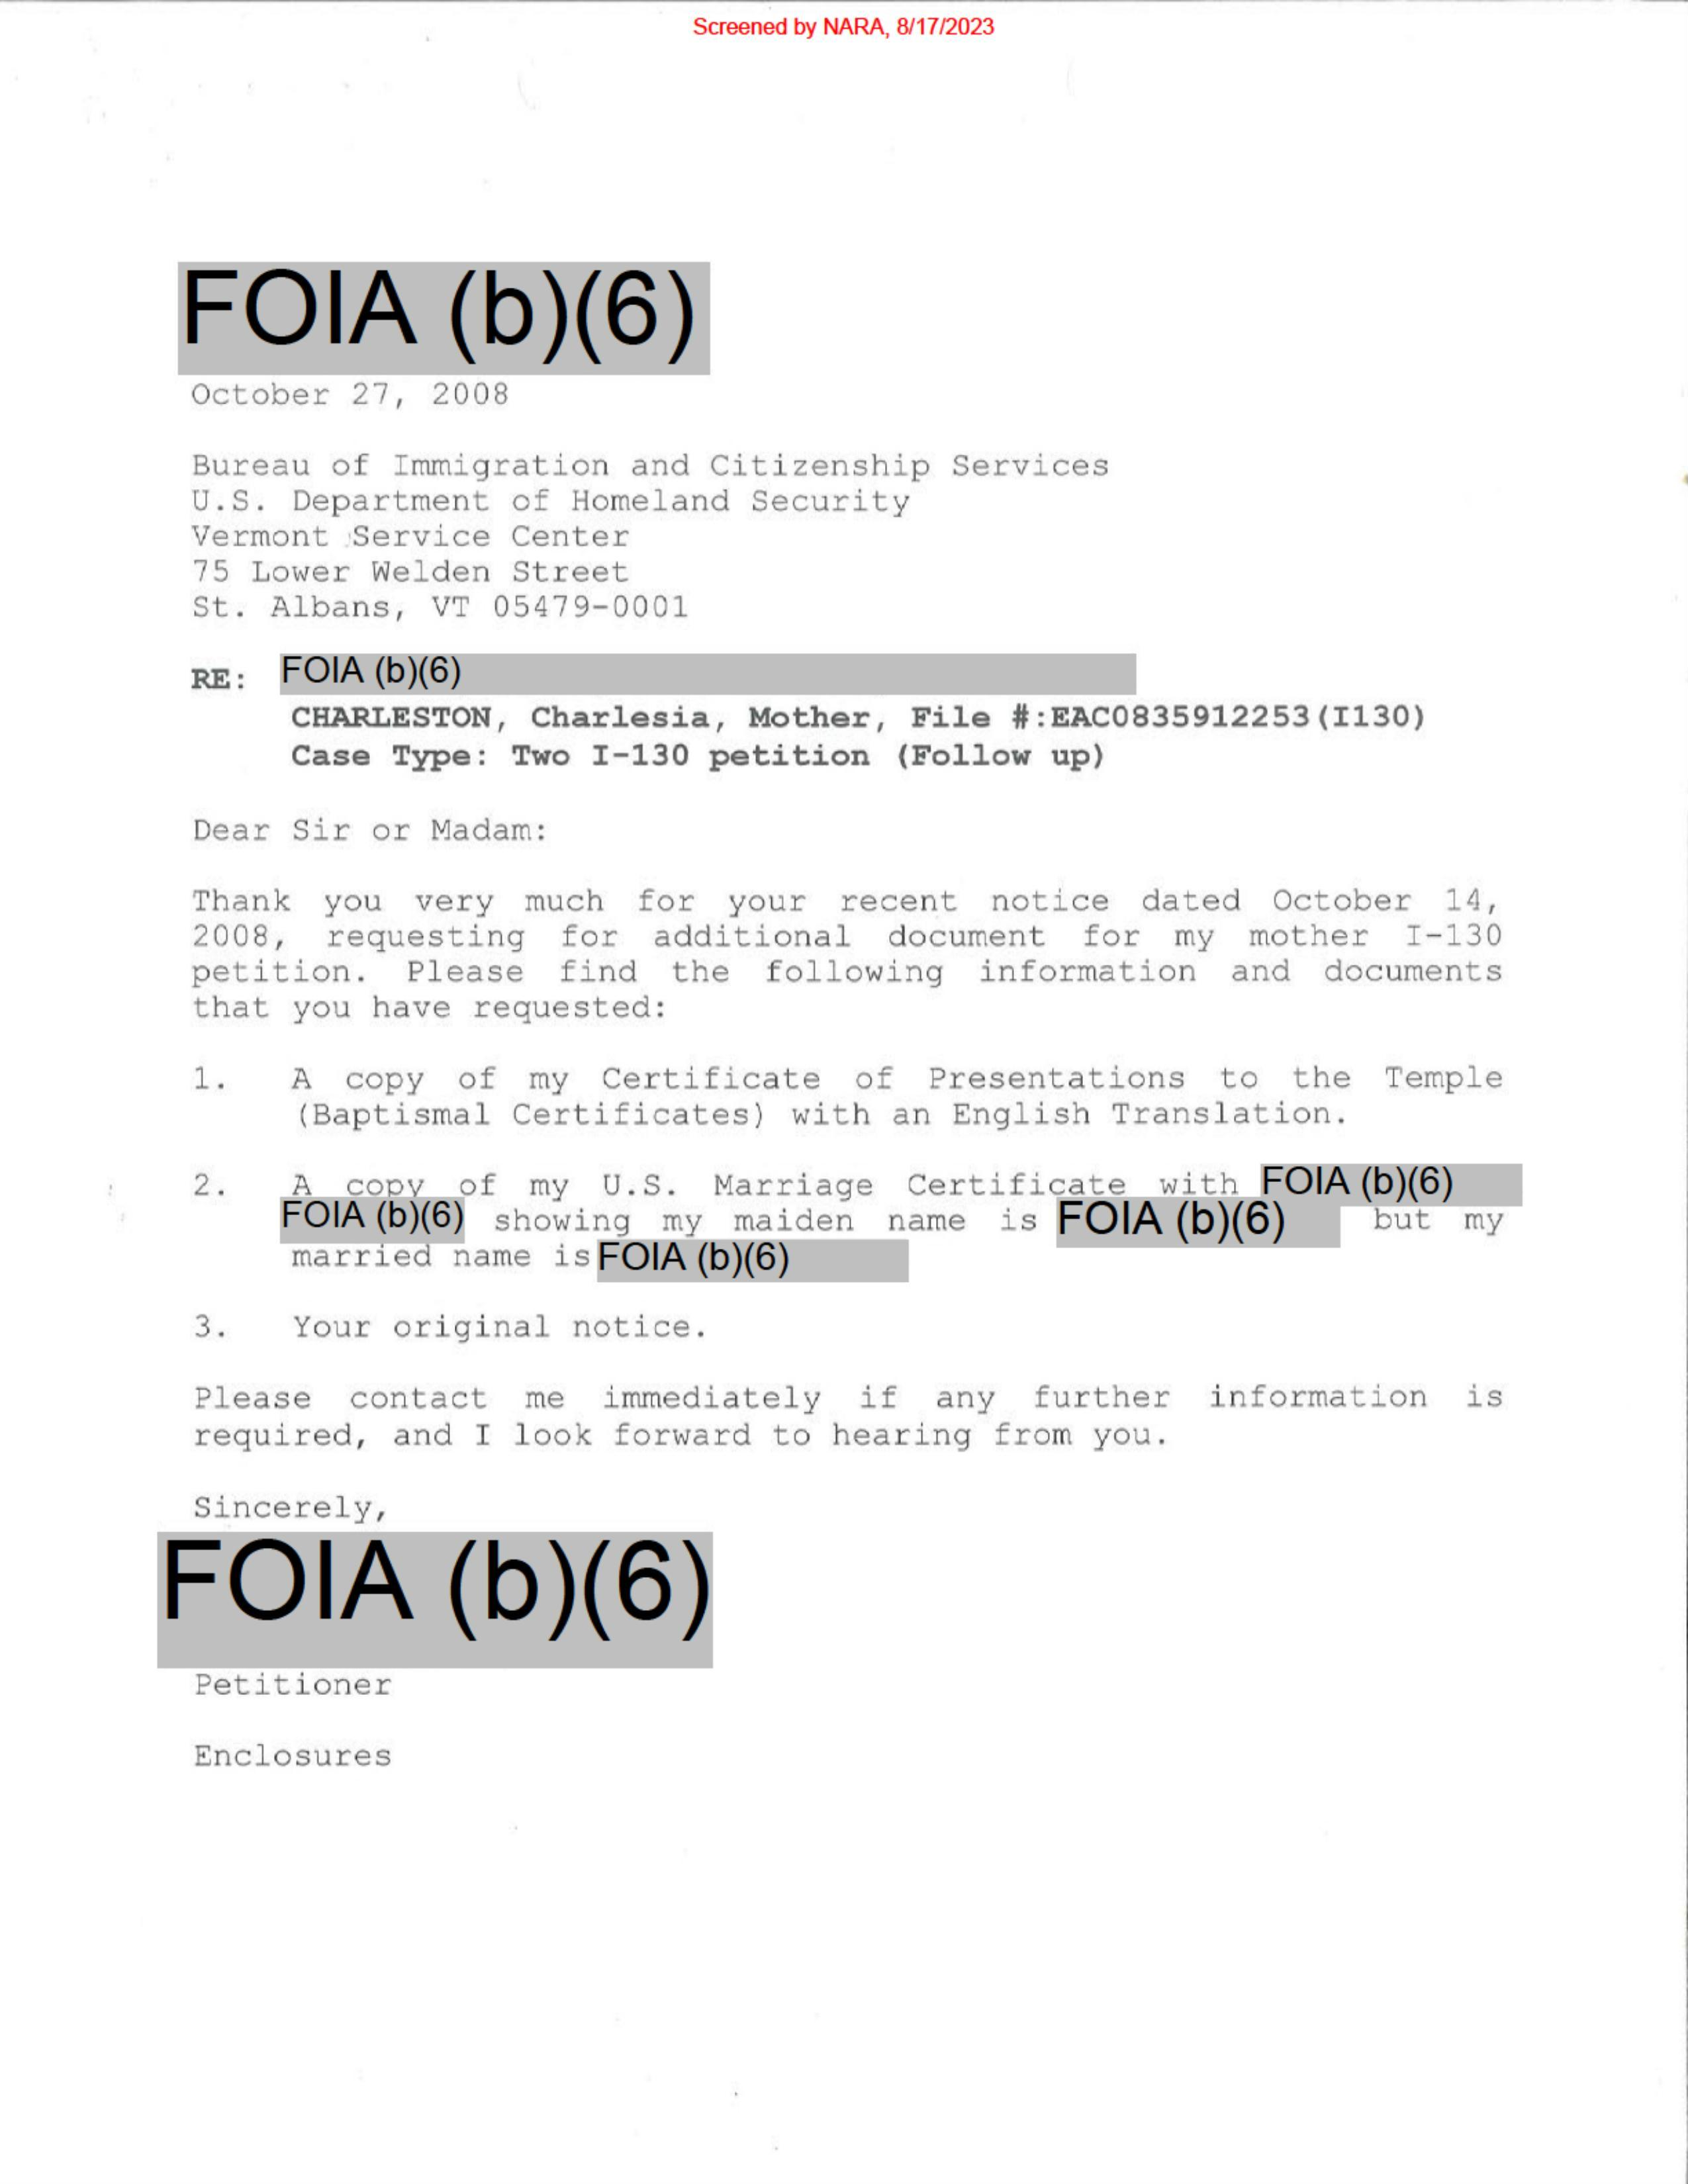 Screened by NARA, 8/17/2023
FOIA (b)(6)
October 27, 2008
Bureau of Immigration and Citizenship Services
U.S. Department of Homeland Security
Vermont Service Center
75 Lower Welden Street
St. Albans, VT 05479-0001
RE: FOIA (b)(6)
CHARLESTON, Charlesia, Mother, File #:EAC0835912253(I130)
Case Type: Two I-130 petition (Follow up)
Dear Sir or Madam:
Thank you very much for your recent notice dated October 14,
2008, requesting for additional document for my mother I-130
petition. Please find the following information and documents
that you have requested:
1. A copy of my Certificate of Presentations to the Temple
(Baptismal Certificates) with an English Translation.
2. A copy of my U.S. Marriage Certificate with FOIA (b)(6)
FOIA (b)(6) showing my maiden name is FOIA (b)(6) but my
married name is FOIA (b)(6)
3. Your original notice.
Please contact me immediately if any further information is
required, and I look forward to hearing from you.
Sincerely,
FOIA (b)(6)
Petitioner
Enclosures